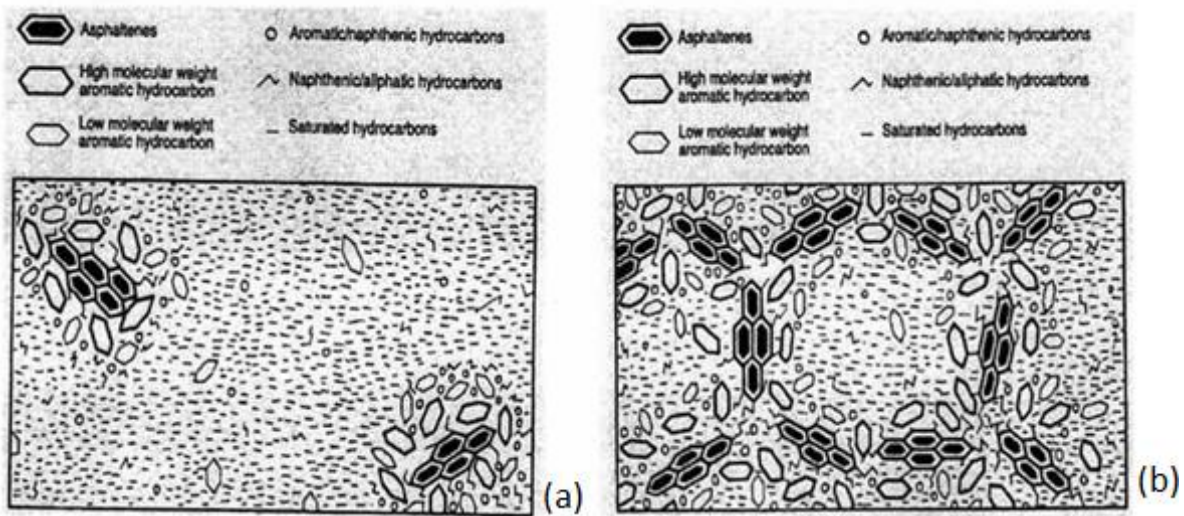 Asphaltenes
High molecular weight
aromatic hydrocarbon
Low molecular weight
aromatic hydrocarbon
Aromatic/naphthenic hydrocarbons
Naphthenic/aliphatic hydrocarbons
Saturated hydrocarbons
(a)
Asphaltenes
High molecular weight
aromatic hydrocarbon
Low molecular weight
aromatic hydrocarbon
Aromatic/naphthenic hydrocarbons
Naphthenic/aliphatic hydrocarbons
Saturated hydrocarbons
(b)